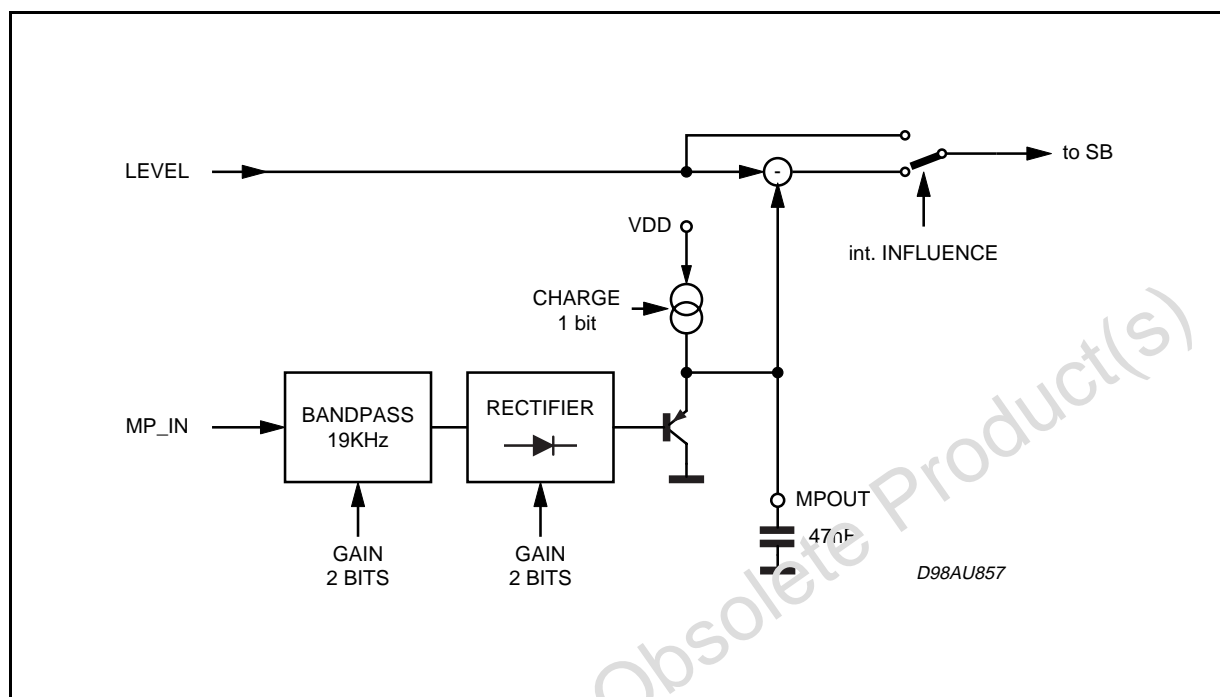 to SB
LEVEL
-
VDD
int. INFLUENCE
CHARGE
1 bit
BANDPASS
19KHz
RECTIFIER
MP_IN
MPOUT
47nF
GAIN
2 BITS
GAIN
2 BITS
D98AU857
Obsolete Product(s)